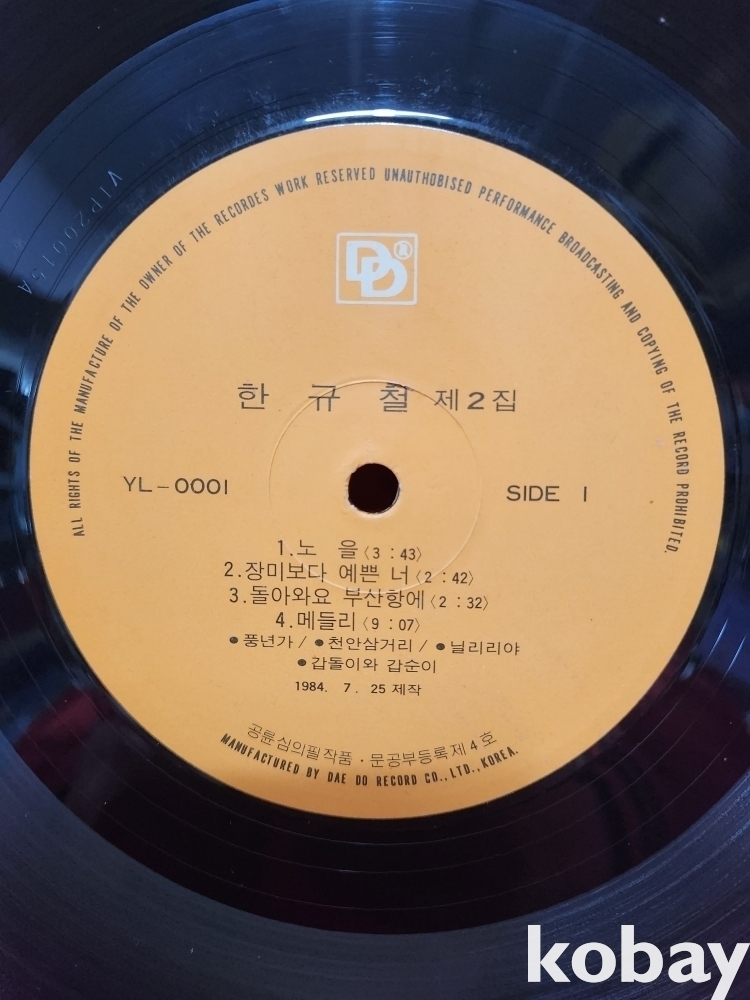 ALL RIGHTS OF THE MANUFACTURE OF THE OWNER OF THE RECORDES WORK RESERVED UNAUTHOBISED PERFORMANCE BROADCASTING AND COPYING OF THE RECORD PROHIBITED.
VIP20015A
DD®
한 규 철 제2집
YL-0001
SIDE 1
1.노 을〈3 : 43〉
2.장미보다 예쁜 너〈2 : 42〉
3.돌아와요 부산항에〈2 : 32〉
4.메들리〈9 : 07〉
●풍년가 / ●천안삼거리 / ●닐리리야
●갑돌이와 갑순이
1984. 7. 25 제작
공륜심의필작품 · 문공부등록제4호
MANUFACTURED BY DAE DO RECORD CO., LTD., KOREA.
kobay